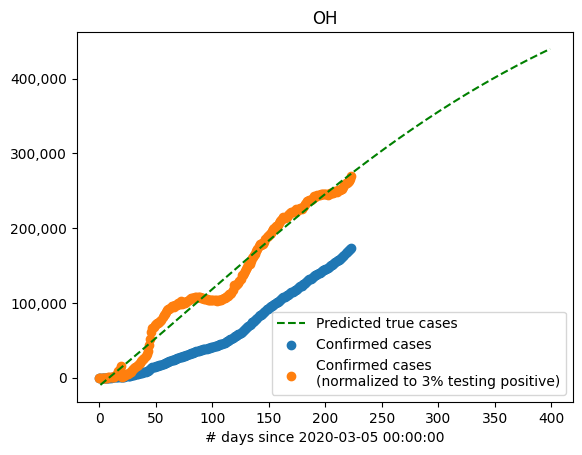 OH
400,000
300,000
200,000
100,000
0
Predicted true cases
Confirmed cases
Confirmed cases
(normalized to 3% testing positive)
0 50 100 150 200 250 300 350 400
# days since 2020-03-05 00:00:00